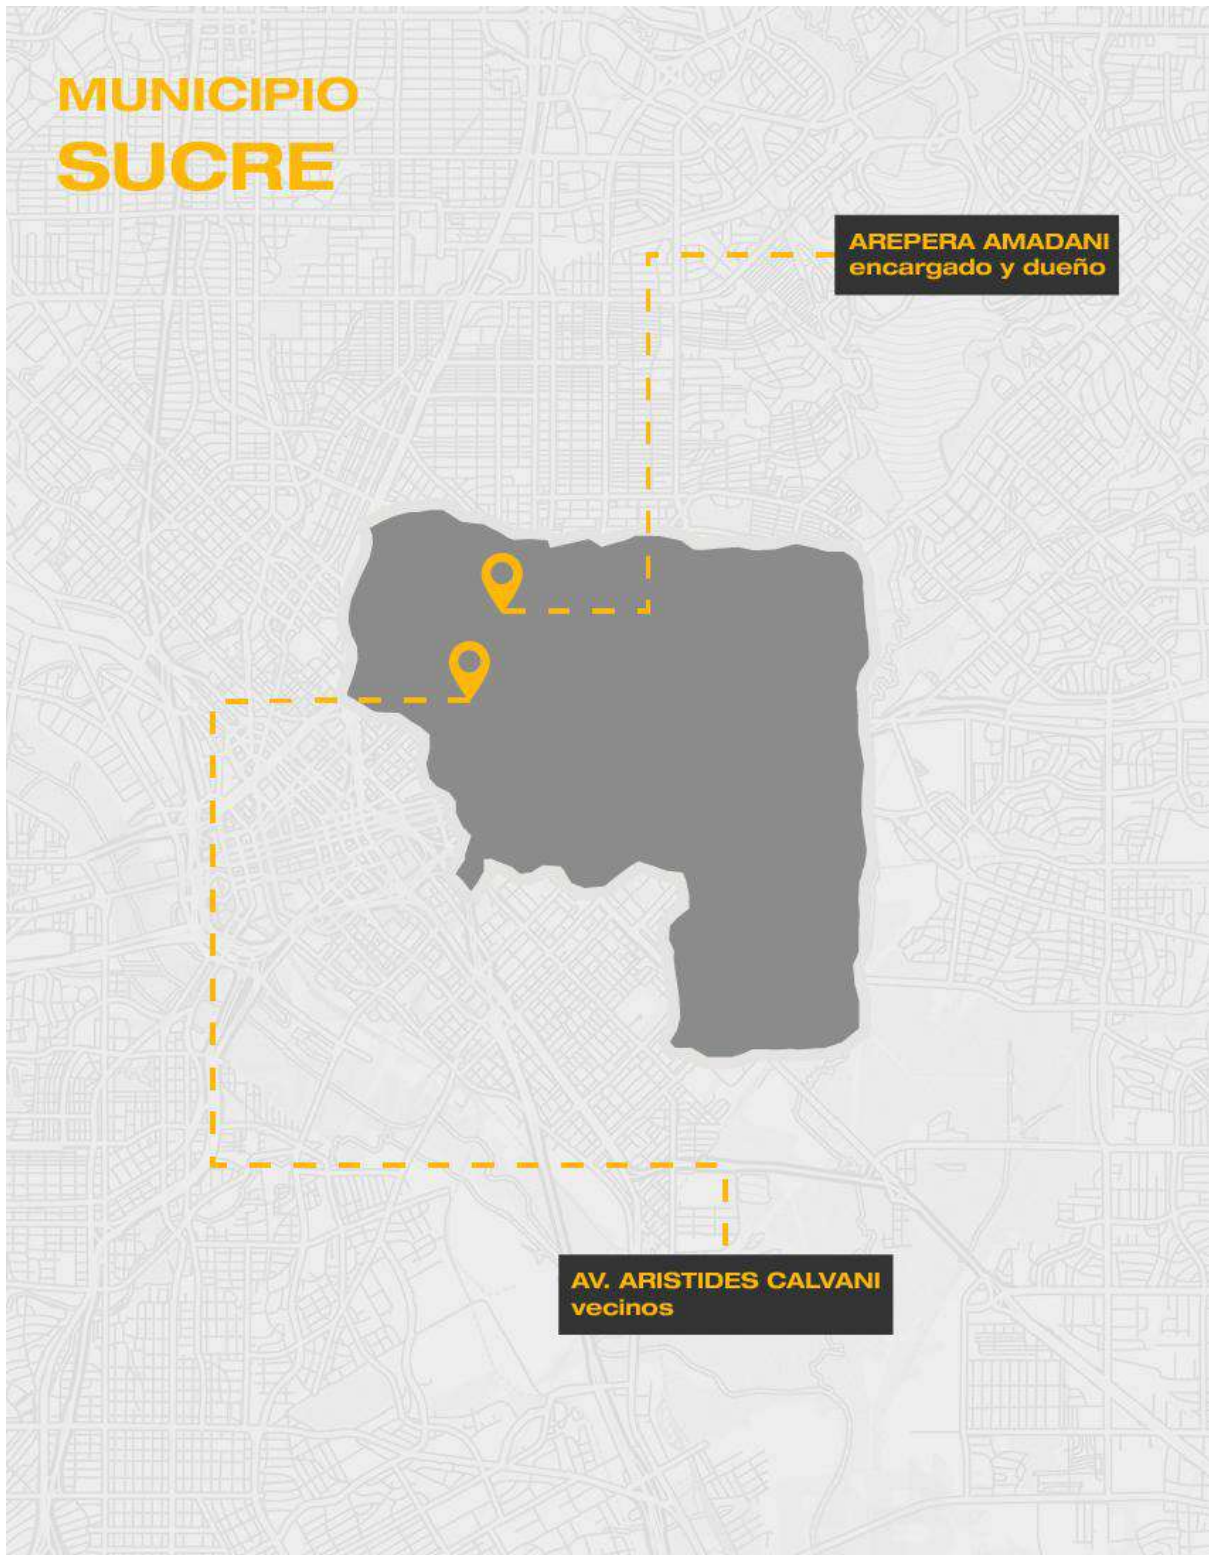 MUNICIPIO
SUCRE
AREPERA AMADANI
encargado y dueño
AV. ARISTIDES CALVANI
vecinos